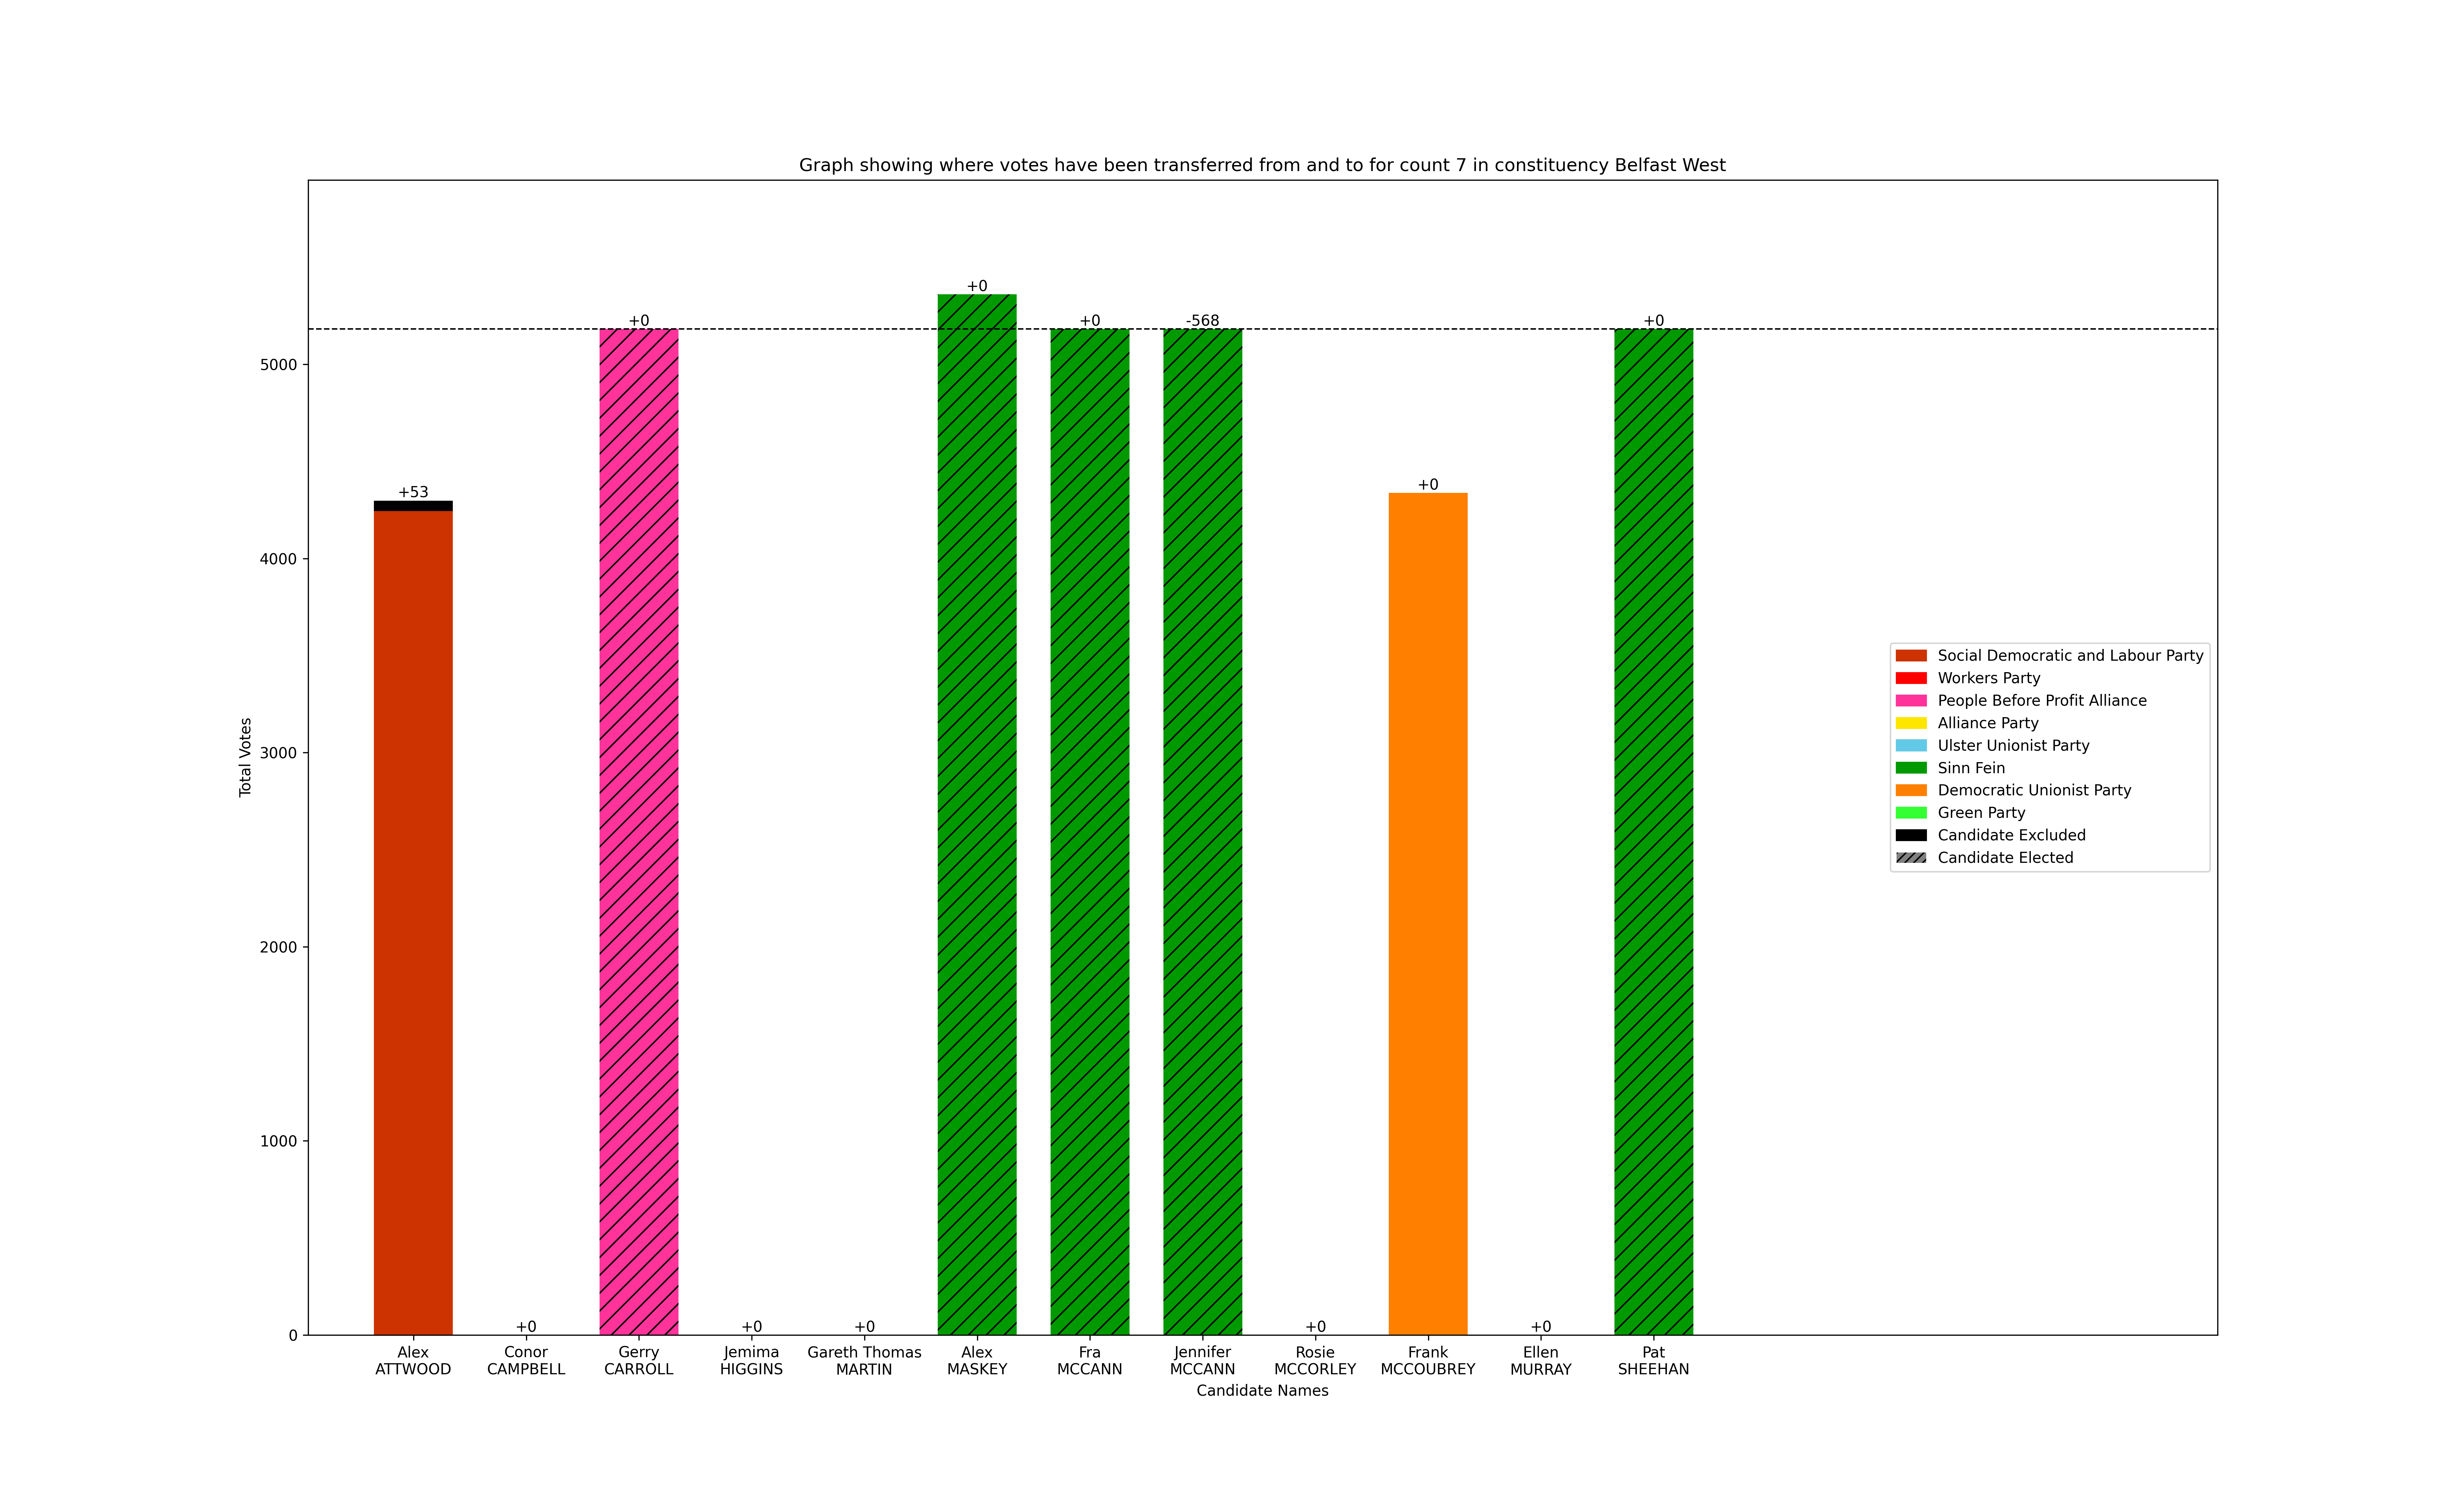 Graph showing where votes have been transferred from and to for count 7 in constituency Belfast West
Total Votes
5000
4000
3000
2000
1000
0
+53
+0
+0
+0
+0
+0
+0
-568
+0
+0
+0
+0
Alex
ATTWOOD
Conor
CAMPBELL
Gerry
CARROLL
Jemima
HIGGINS
Gareth Thomas
MARTIN
Alex
MASKEY
Fra
MCCANN
Jennifer
MCCANN
Rosie
MCCORLEY
Frank
MCCOUBREY
Ellen
MURRAY
Pat
SHEEHAN
Candidate Names
Social Democratic and Labour Party
Workers Party
People Before Profit Alliance
Alliance Party
Ulster Unionist Party
Sinn Fein
Democratic Unionist Party
Green Party
Candidate Excluded
Candidate Elected